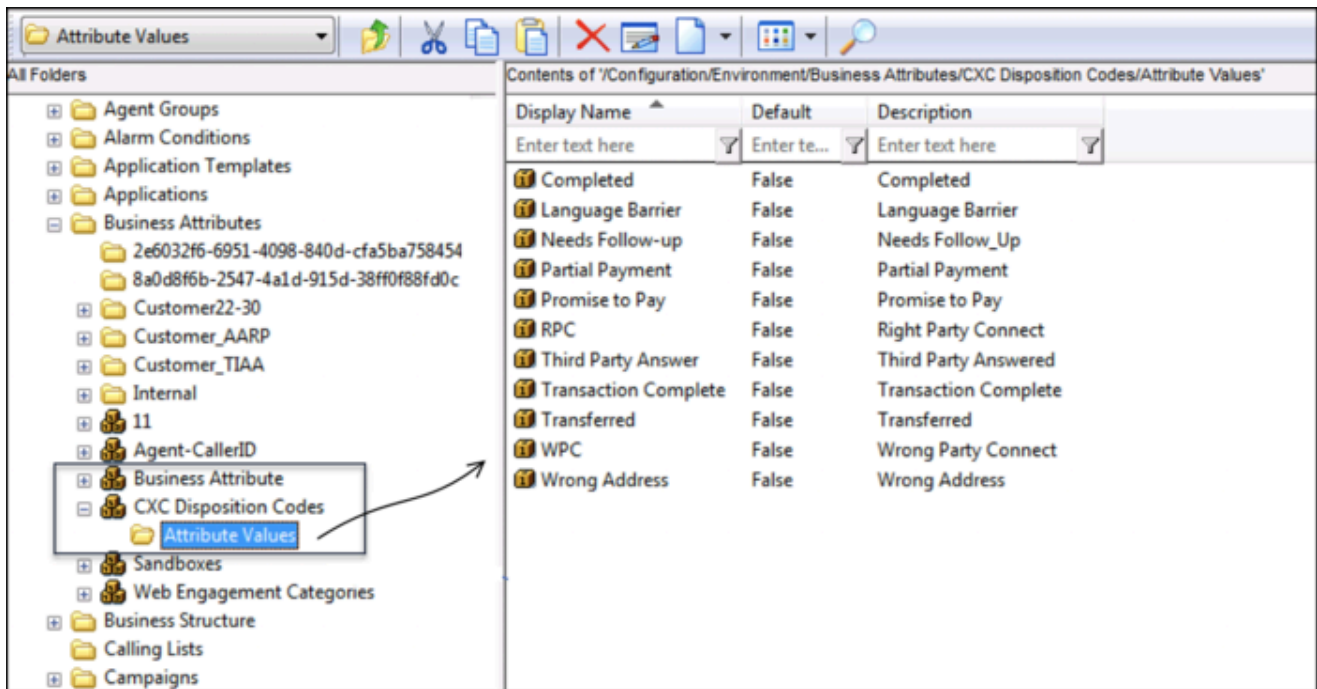 Attribute Values
All Folders
Agent Groups
Alarm Conditions
Application Templates
Applications
Business Attributes
2e6032f6-6951-4098-840d-cfa5ba758454
8a0d8f6b-2547-4a1d-915d-38ff0f88fd0c
Customer22-30
Customer_AARP
Customer_TIAA
Internal
11
Agent-CallerID
Business Attribute
CXC Disposition Codes
Attribute Values
Sandboxes
Web Engagement Categories
Business Structure
Calling Lists
Campaigns
Contents of '/Configuration/Environment/Business Attributes/CXC Disposition Codes/Attribute Values'
Display Name Default Description
Enter text here Enter te... Enter text here
Completed False Completed
Language Barrier False Language Barrier
Needs Follow-up False Needs Follow_Up
Partial Payment False Partial Payment
Promise to Pay False Promise to Pay
RPC False Right Party Connect
Third Party Answer False Third Party Answered
Transaction Complete False Transaction Complete
Transferred False Transferred
WPC False Wrong Party Connect
Wrong Address False Wrong Address